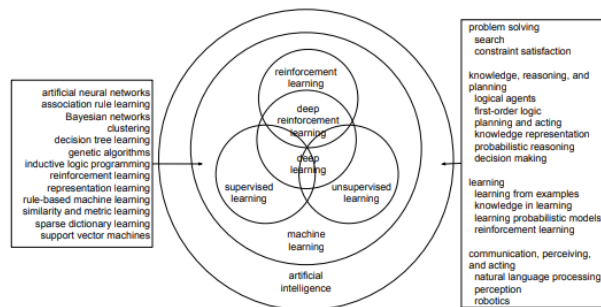 artificial neural networks
association rule learning
Bayesian networks
clustering
decision tree learning
genetic algorithms
inductive logic programming
reinforcement learning
representation learning
rule-based machine learning
similarity and metric learning
sparse dictionary learning
support vector machines
reinforcement
learning
deep
reinforcement
learning
deep
learning
supervised
learning
unsupervised
learning
machine
learning
artificial
intelligence
problem solving
search
constraint satisfaction
knowledge, reasoning, and
planning
logical agents
first-order logic
planning and acting
knowledge representation
probabilistic reasoning
decision making
learning
learning from examples
knowledge in learning
learning probabilistic models
reinforcement learning
communication, perceiving,
and acting
natural language processing
perception
robotics